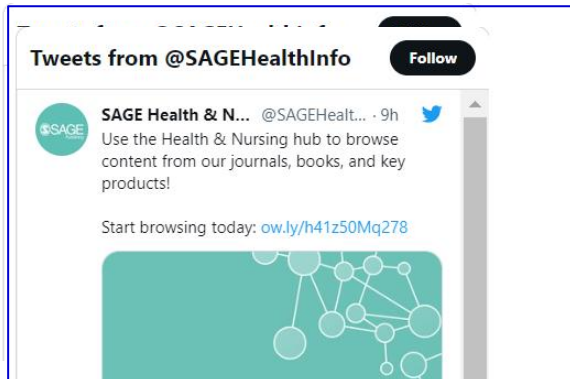 Tweets from @SAGEHealthInfo
Follow
SAGE
SAGE Health & N... @SAGEHealt... · 9h
Use the Health & Nursing hub to browse
content from our journals, books, and key
products!
Start browsing today: ow.ly/h41z50Mq278